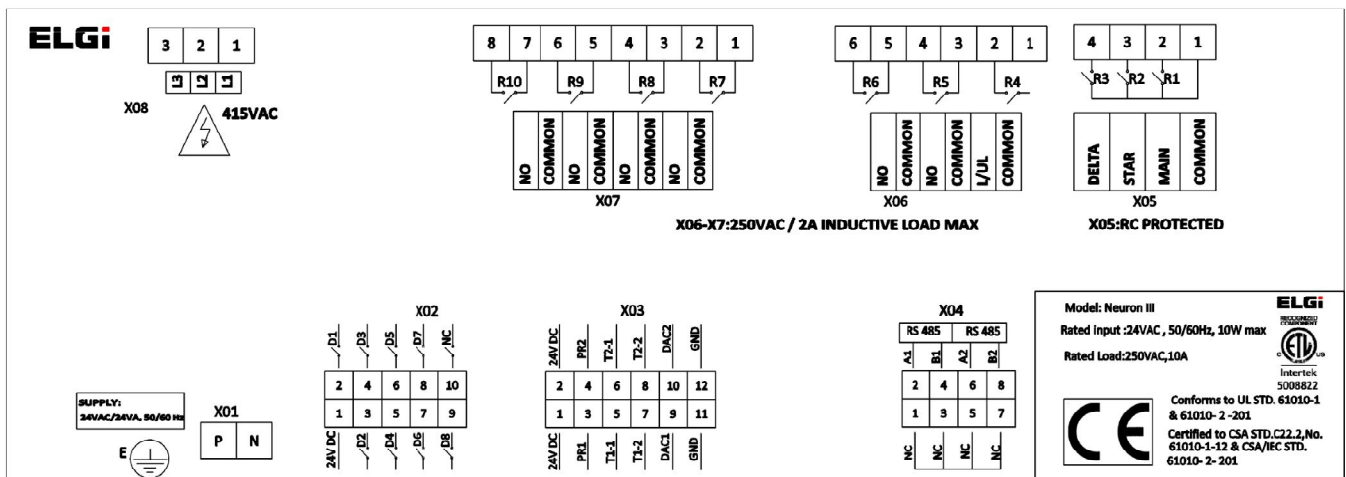 ELGi
3 2 1
L3 L2 L1
X08
415VAC
8 7 6 5 4 3 2 1
R10 R9 R8 R7
NO COMMON NO COMMON NO COMMON NO COMMON
X07
6 5 4 3 2 1
R6 R5 R4
NO COMMON NO COMMON L/UL COMMON
X06
4 3 2 1
R3 R2 R1
DELTA STAR MAIN COMMON
X05
X06-X7:250VAC / 2A INDUCTIVE LOAD MAX
X05:RC PROTECTED
SUPPLY:
24VAC/24VA, 50/60 Hz
E
X01
P N
X02
D1 D3 D5 D7 NC
2 4 6 8 10
1 3 5 7 9
24V DC D2 D4 D6 D8
X03
24V DC PR2 T2-1 T2-2 DAC2 GND
2 4 6 8 10 12
1 3 5 7 9 11
24V DC PR1 T1-1 T1-2 DAC1 GND
X04
RS 485 RS 485
A1 B1 A2 B2
2 4 6 8
1 3 5 7
NC NC NC NC
Model: Neuron III
Rated Input :24VAC , 50/60Hz, 10W max
Rated Load:250VAC,10A
ELGi
RECOGNIZED
COMPONENT
C ETL US
Intertek
5008822
CE
Conforms to UL STD. 61010-1
& 61010- 2 -201
Certified to CSA STD.C22.2,No.
61010-1-12 & CSA/IEC STD.
61010- 2- 201